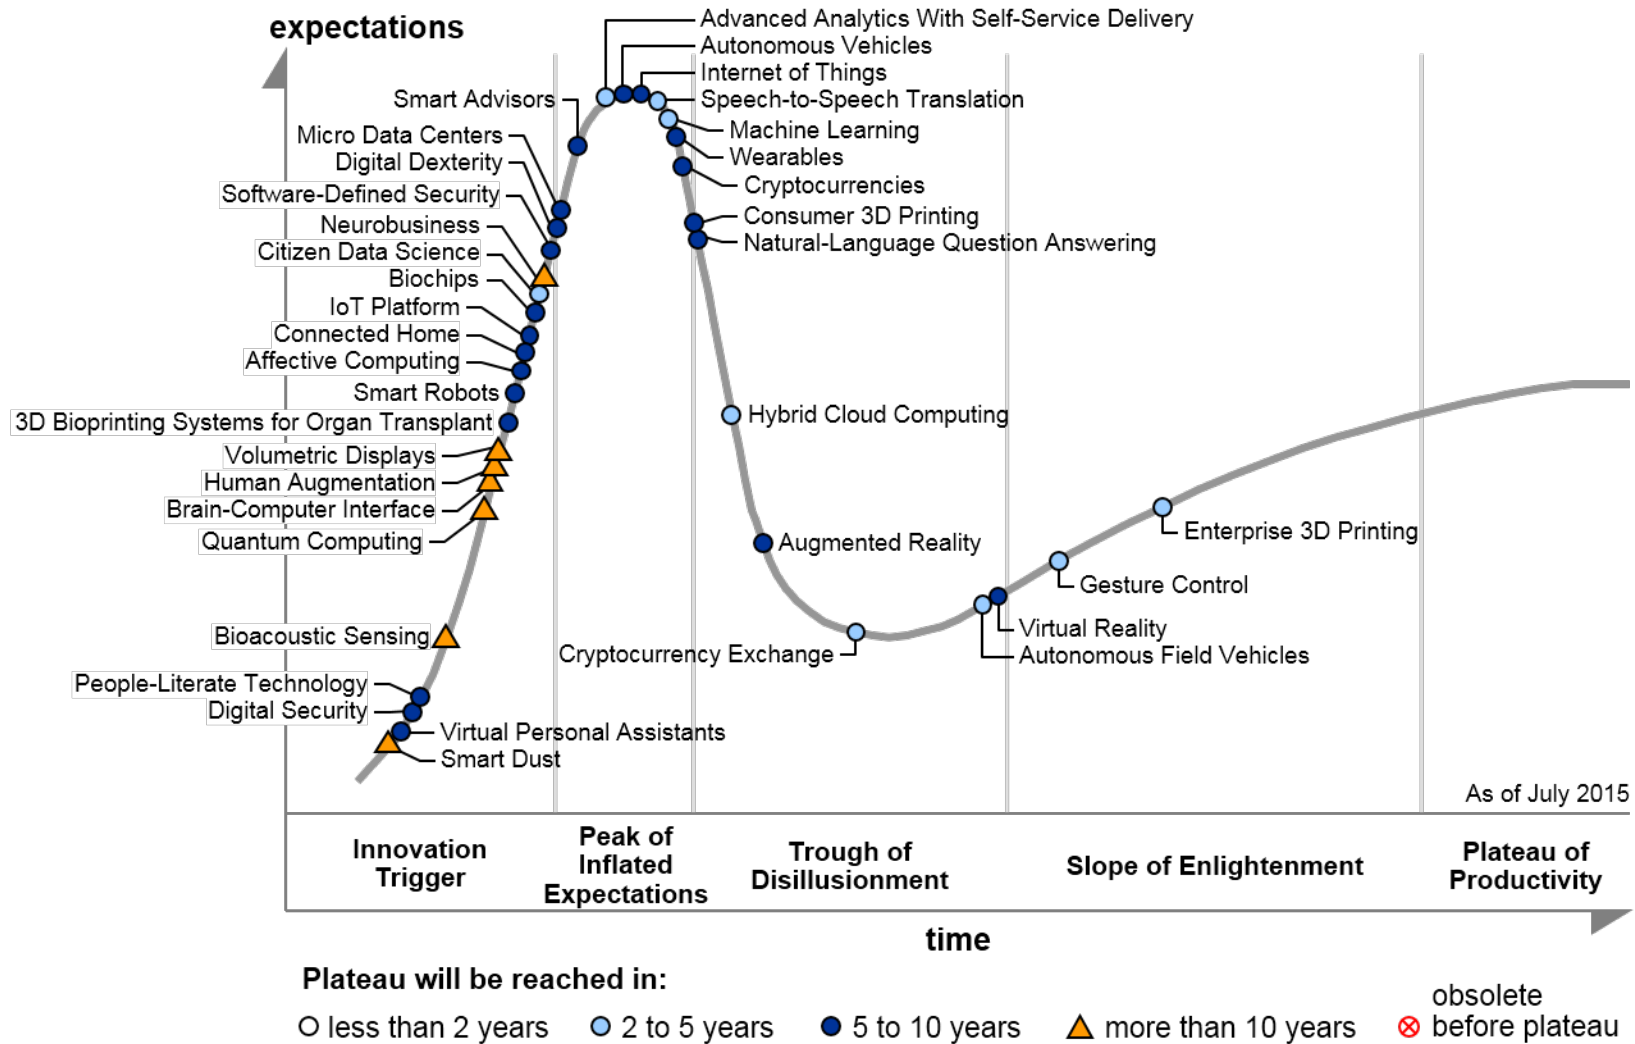 expectations
Advanced Analytics With Self-Service Delivery
Autonomous Vehicles
Internet of Things
Smart Advisors
Speech-to-Speech Translation
Micro Data Centers
Machine Learning
Digital Dexterity
Wearables
Software-Defined Security
Cryptocurrencies
Neurobusiness
Consumer 3D Printing
Citizen Data Science
Natural-Language Question Answering
Biochips
IoT Platform
Connected Home
Affective Computing
Smart Robots
Hybrid Cloud Computing
3D Bioprinting Systems for Organ Transplant
Volumetric Displays
Human Augmentation
Brain-Computer Interface
Quantum Computing
Augmented Reality
Enterprise 3D Printing
Gesture Control
Bioacoustic Sensing
Virtual Reality
Cryptocurrency Exchange
Autonomous Field Vehicles
People-Literate Technology
Digital Security
Virtual Personal Assistants
Smart Dust
As of July 2015
Innovation
Trigger
Peak of
Inflated
Expectations
Trough of
Disillusionment
Slope of Enlightenment
Plateau of
Productivity
time
Plateau will be reached in:
less than 2 years
2 to 5 years
5 to 10 years
more than 10 years
obsolete
before plateau